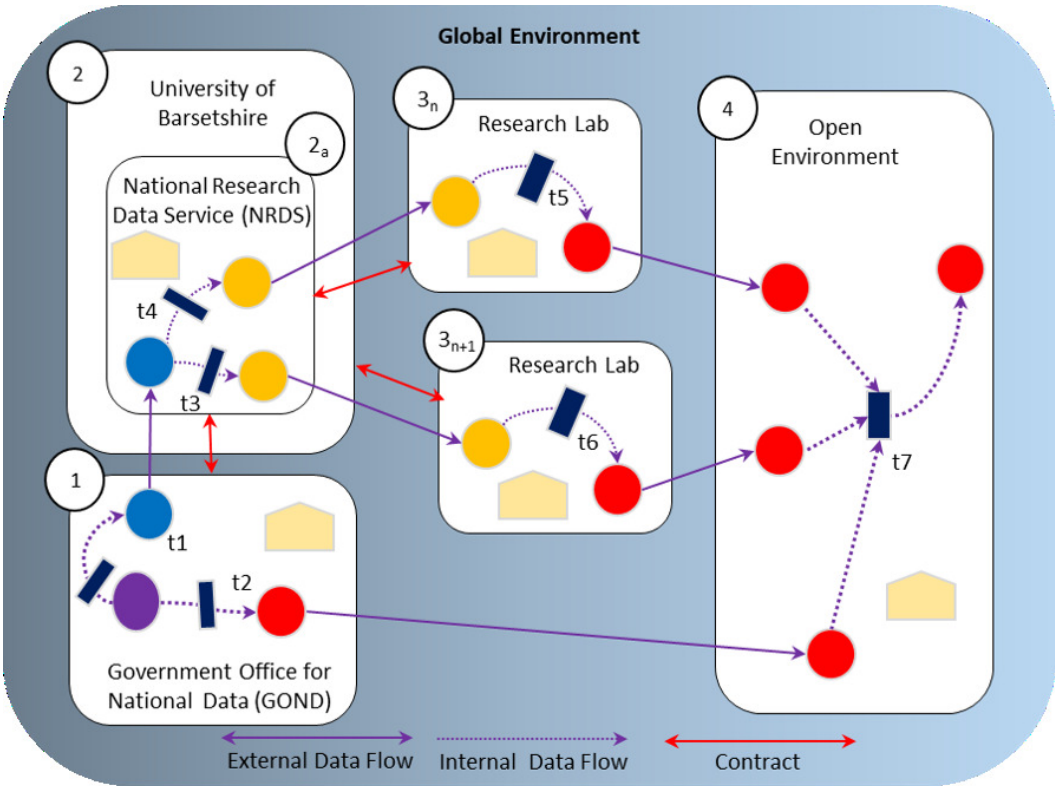 Global Environment
2
University of
Barsetshire
2a
National Research
Data Service (NRDS)
t4
t3
3n
Research Lab
t5
3n+1
Research Lab
t6
4
Open
Environment
t7
1
t1
t2
Government Office for
National Data (GOND)
External Data Flow
Internal Data Flow
Contract